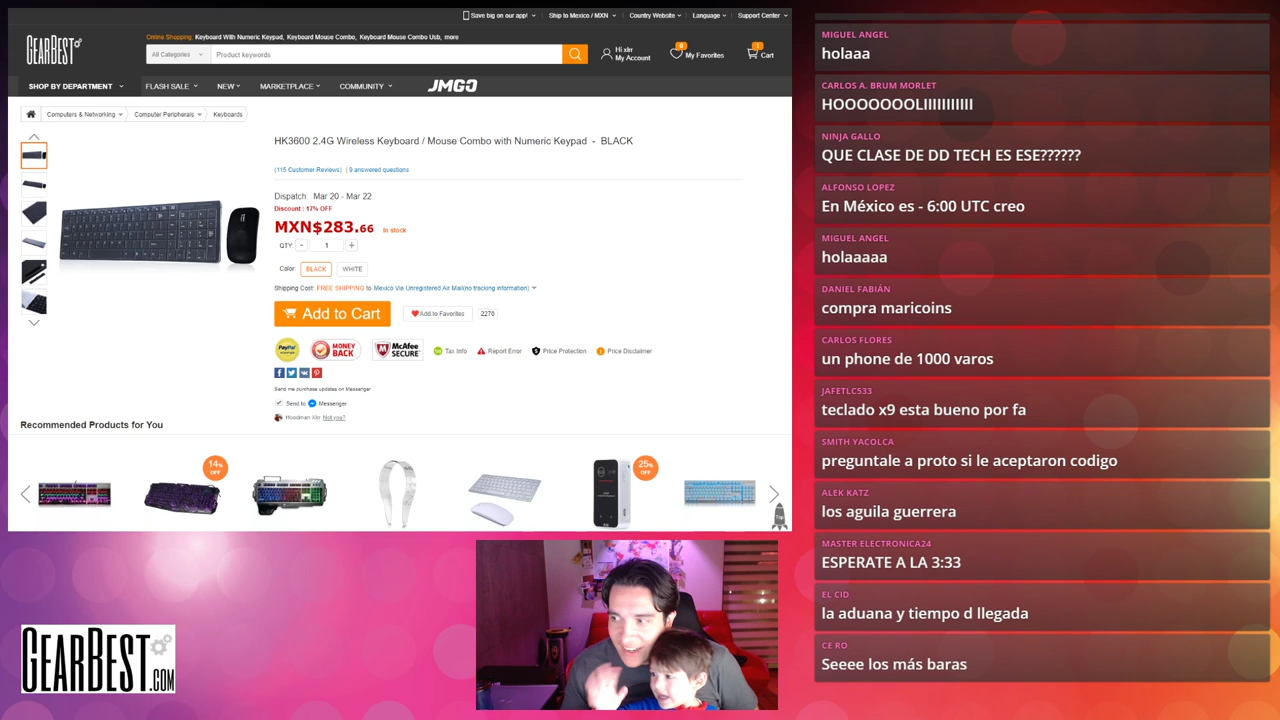 Save big on our app!
Ship to Mexico / MXN
Country Website
Language
Support Center
GEARBEST
Online Shopping: Keyboard With Numeric Keypad, Keyboard Mouse Combo, Keyboard Mouse Combo Usb, more
All Categories
Product keywords
Hi xlrr
My Account
0
My Favorites
1
Cart
SHOP BY DEPARTMENT
FLASH SALE
NEW
MARKETPLACE
COMMUNITY
JMGO
Computers & Networking
Computer Peripherals
Keyboards
HK3600 2.4G Wireless Keyboard / Mouse Combo with Numeric Keypad - BLACK
(115 Customer Reviews) | 9 answered questions
Dispatch: Mar 20 - Mar 22
Discount : 17% OFF
MXN$283.66 In stock
QTY: - 1 +
Color: BLACK WHITE
Shipping Cost: FREE SHIPPING to Mexico Via Unregistered Air Mail(no tracking information)
Add to Cart
Add to Favorites
2270
PayPal
MONEY BACK
McAfee SECURE
Tax Info
Report Error
Price Protection
Price Disclaimer
Send me purchase updates on Messenger
Send to Messenger
Hoodman Xlrr Not you?
Recommended Products for You
14% OFF
25% OFF
Top
GEARBEST.COM
MIGUEL ANGEL
holaaa
CARLOS A. BRUM MORLET
HOOOOOOOLIIIIIIIIIII
NINJA GALLO
QUE CLASE DE DD TECH ES ESE??????
ALFONSO LOPEZ
En México es - 6:00 UTC creo
MIGUEL ANGEL
holaaaaa
DANIEL FABIÁN
compra maricoins
CARLOS FLORES
un phone de 1000 varos
JAFETLC533
teclado x9 esta bueno por fa
SMITH YACOLCA
preguntale a proto si le aceptaron codigo
ALEK KATZ
los aguila guerrera
MASTER ELECTRONICA24
ESPERATE A LA 3:33
EL CID
la aduana y tiempo d llegada
CE RO
Seeee los más baras